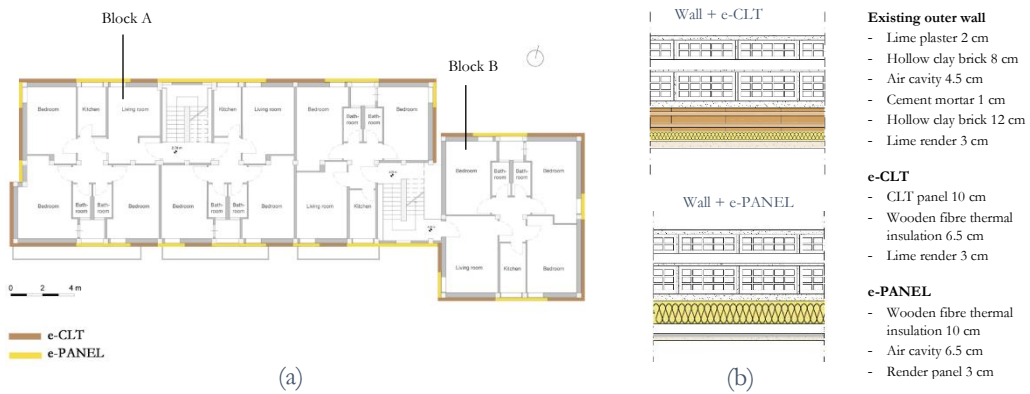 Block A
Block B
Bedroom
Kitchen
Living room
Kitchen
Living room
Bedroom
Bath-
room
Bath-
room
Bedroom
Bedroom
Bath-
room
Bath-
room
Bedroom
Bedroom
Bath-
room
Bath-
room
Bedroom
Living room
Kitchen
Bedroom
Bath-
room
Bath-
room
Bedroom
Living room
Kitchen
Bedroom
0 2 4 m
e-CLT
e-PANEL
(a)
Wall + e-CLT
Wall + e-PANEL
(b)
Existing outer wall
- Lime plaster 2 cm
- Hollow clay brick 8 cm
- Air cavity 4.5 cm
- Cement mortar 1 cm
- Hollow clay brick 12 cm
- Lime render 3 cm
e-CLT
- CLT panel 10 cm
- Wooden fibre thermal
insulation 6.5 cm
- Lime render 3 cm
e-PANEL
- Wooden fibre thermal
insulation 10 cm
- Air cavity 6.5 cm
- Render panel 3 cm